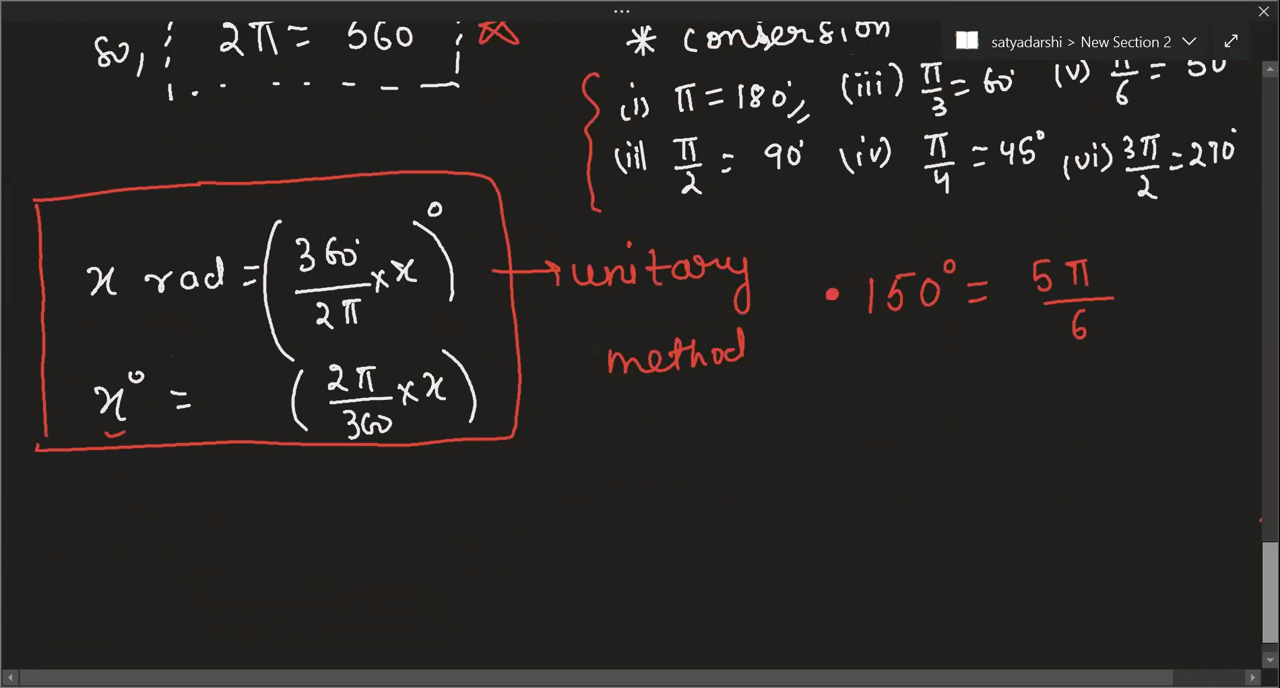 satyadarshi > New Section 2
so, 2π = 360
* conversion
(i) π = 180° (iii) π/3 = 60° (v) π/6 = 30
(ii) π/2 = 90° (iv) π/4 = 45° (vi) 3π/2 = 270°
x rad = (360°/2π × x)°
x° = (2π/360 × x)
→ unitary
method
• 150° = 5π/6